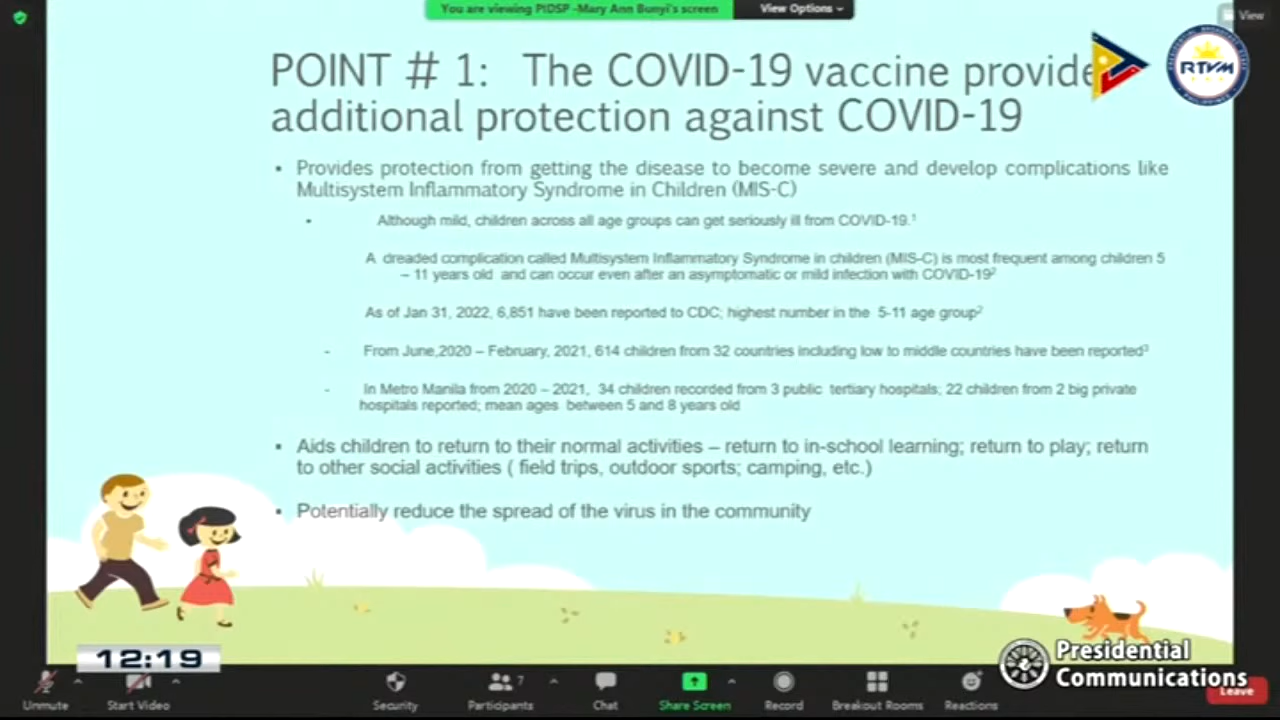 You are viewing PIDSP -Mary Ann Bunyi's screen
View Options
View
POINT # 1: The COVID-19 vaccine provide
RTVM
additional protection against COVID-19
Provides protection from getting the disease to become severe and develop complications like
Multisystem Inflammatory Syndrome in Children (MIS-C)
Although mild, children across all age groups can get seriously ill from COVID-19.¹
A dreaded complication called Multisystem Inflammatory Syndrome in children (MIS-C) is most frequent among children 5
– 11 years old and can occur even after an asymptomatic or mild infection with COVID-19²
As of Jan 31, 2022, 6,851 have been reported to CDC; highest number in the 5-11 age group²
- From June,2020 – February, 2021, 614 children from 32 countries including low to middle countries have been reported³
- In Metro Manila from 2020 – 2021, 34 children recorded from 3 public tertiary hospitals; 22 children from 2 big private
hospitals reported; mean ages between 5 and 8 years old
Aids children to return to their normal activities – return to in-school learning; return to play; return
to other social activities ( field trips, outdoor sports; camping, etc.)
Potentially reduce the spread of the virus in the community
12:19
Presidential
Communications
Unmute
Start Video
Security
7
Participants
Chat
Share Screen
Record
Breakout Rooms
Reactions
Leave